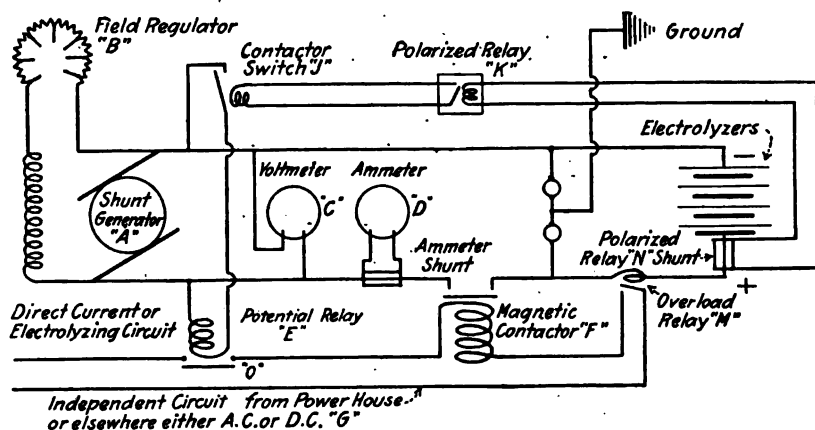 Field Regulator
"B"
Contactor
Switch "J"
Polarized Relay
"K"
Ground
Electrolyzers
−
Voltmeter
"C"
Ammeter
"D"
Shunt
Generator
"A"
Ammeter
Shunt
Polarized
Relay "N" Shunt
+
Direct Current or
Electrolyzing Circuit
Potential Relay
"E"
Magnetic
Contactor "F"
Overload
Relay "M"
"O"
Independent Circuit from Power House
or elsewhere either A.C. or D.C. "G"